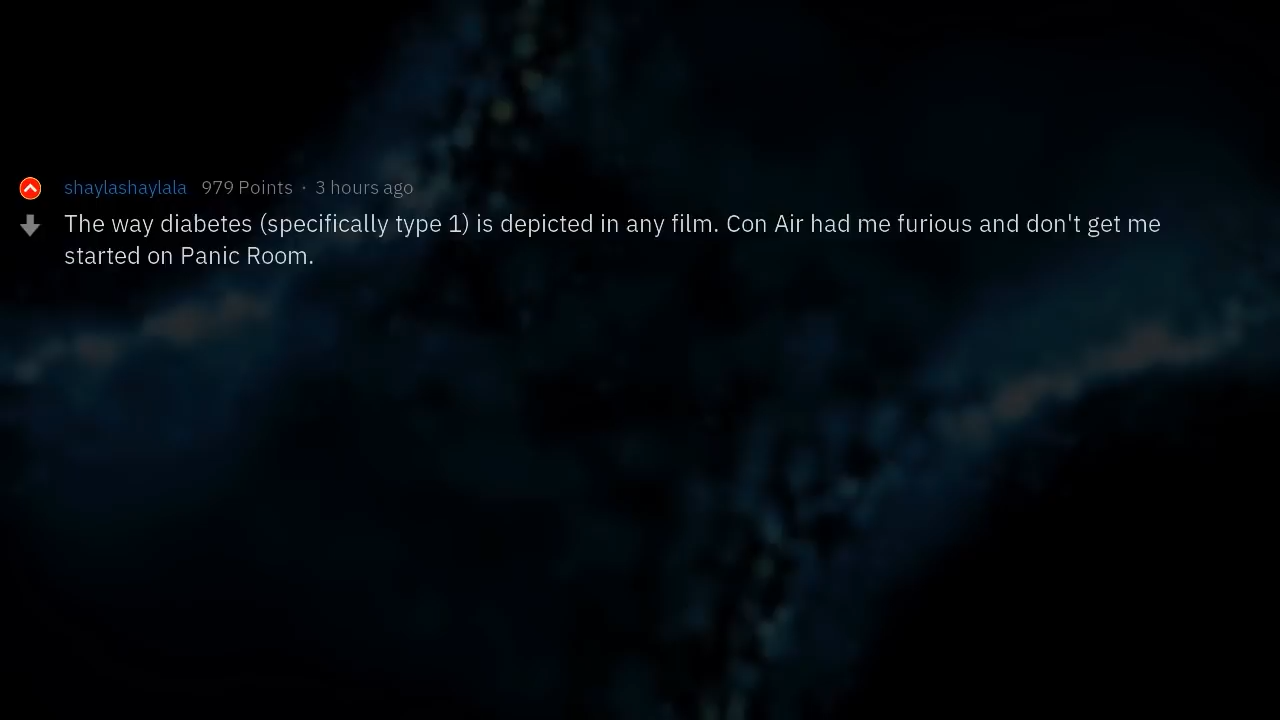 shaylashaylala 979 Points · 3 hours ago
The way diabetes (specifically type 1) is depicted in any film. Con Air had me furious and don't get me
started on Panic Room.